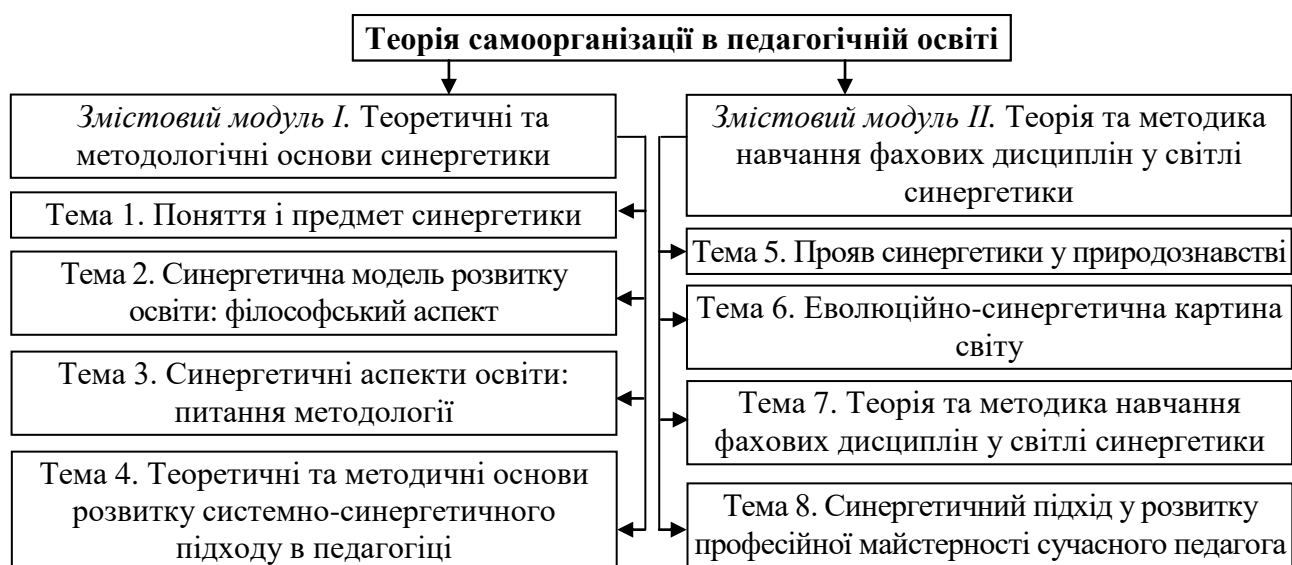 Теорія самоорганізації в педагогічній освіті
Змістовий модуль І. Теоретичні та
методологічні основи синергетики
Тема 1. Поняття і предмет синергетики
Тема 2. Синергетична модель розвитку
освіти: філософський аспект
Тема 3. Синергетичні аспекти освіти:
питання методології
Тема 4. Теоретичні та методичні основи
розвитку системно-синергетичного
підходу в педагогіці
Змістовий модуль ІІ. Теорія та методика
навчання фахових дисциплін у світлі
синергетики
Тема 5. Прояв синергетики у природознавстві
Тема 6. Еволюційно-синергетична картина
світу
Тема 7. Теорія та методика навчання
фахових дисциплін у світлі синергетики
Тема 8. Синергетичний підхід у розвитку
професійної майстерності сучасного педагога